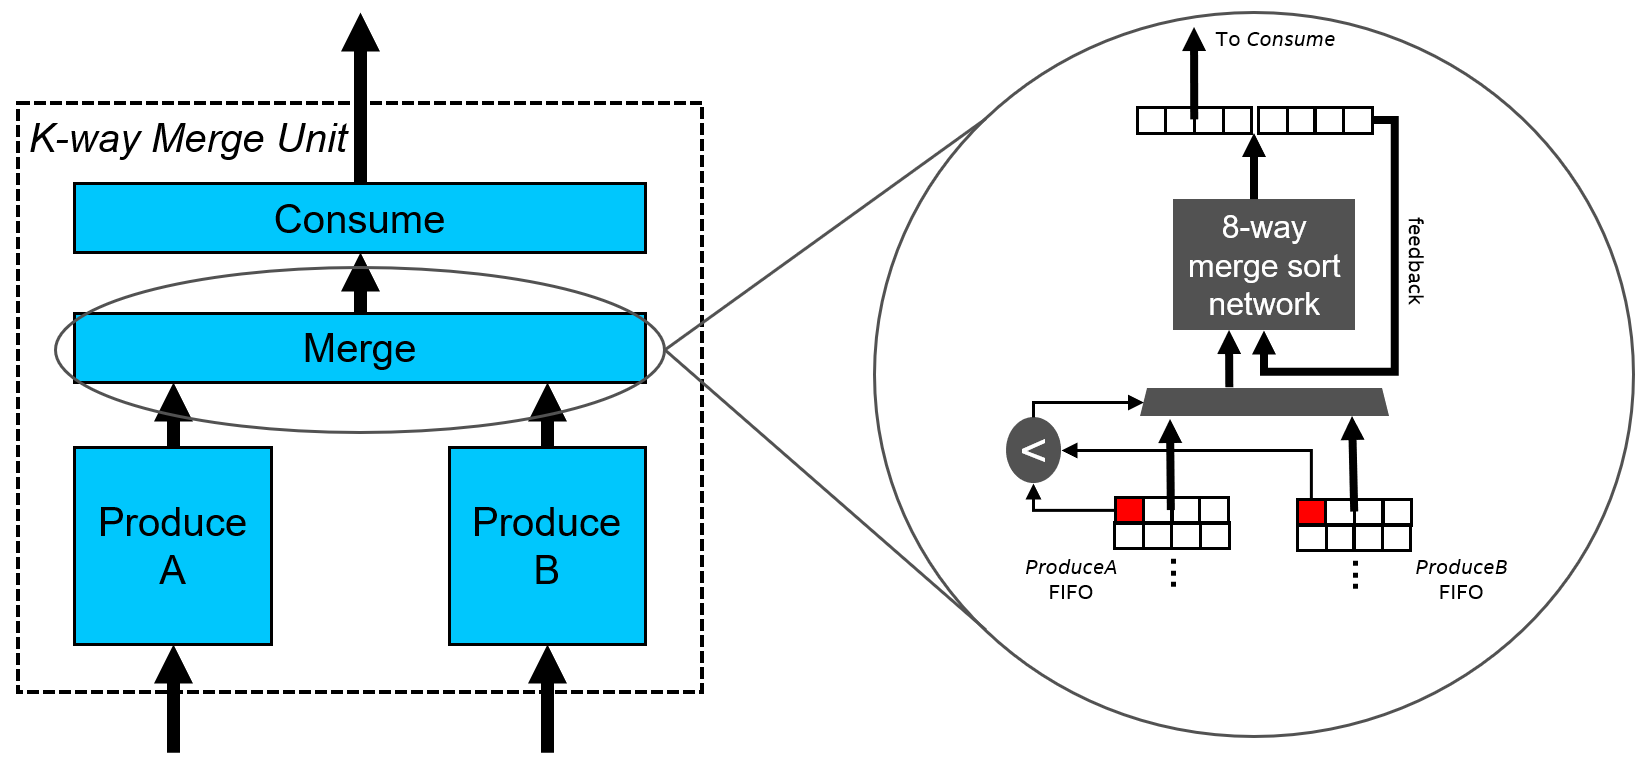 K-way Merge Unit
Consume
Merge
Produce
A
Produce
B
To Consume
8-way
merge sort
network
feedback
<
ProduceA
FIFO
ProduceB
FIFO